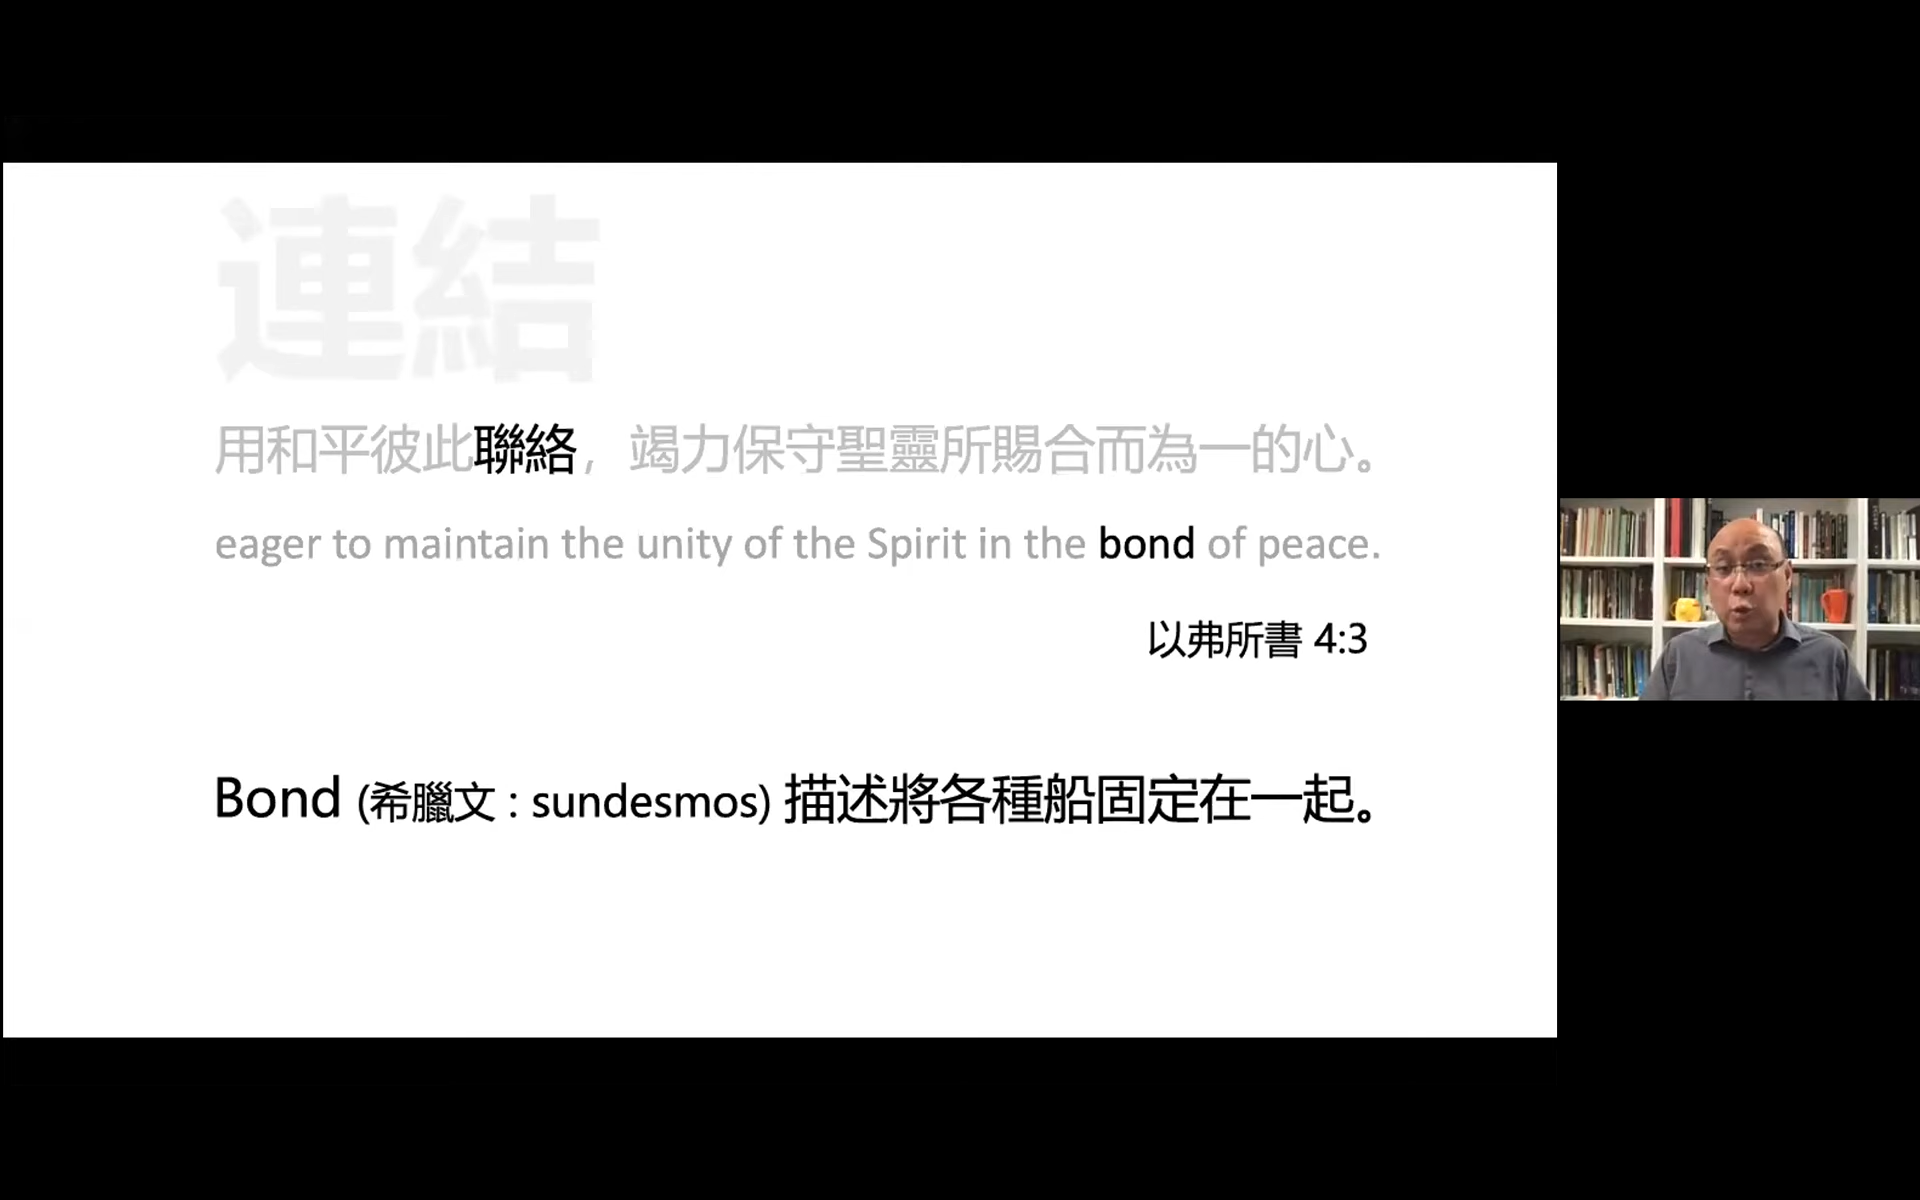 連結
用和平彼此聯絡，竭力保守聖靈所賜合而為一的心。
eager to maintain the unity of the Spirit in the bond of peace.
以弗所書 4:3
Bond (希臘文 : sundesmos) 描述將各種船固定在一起。